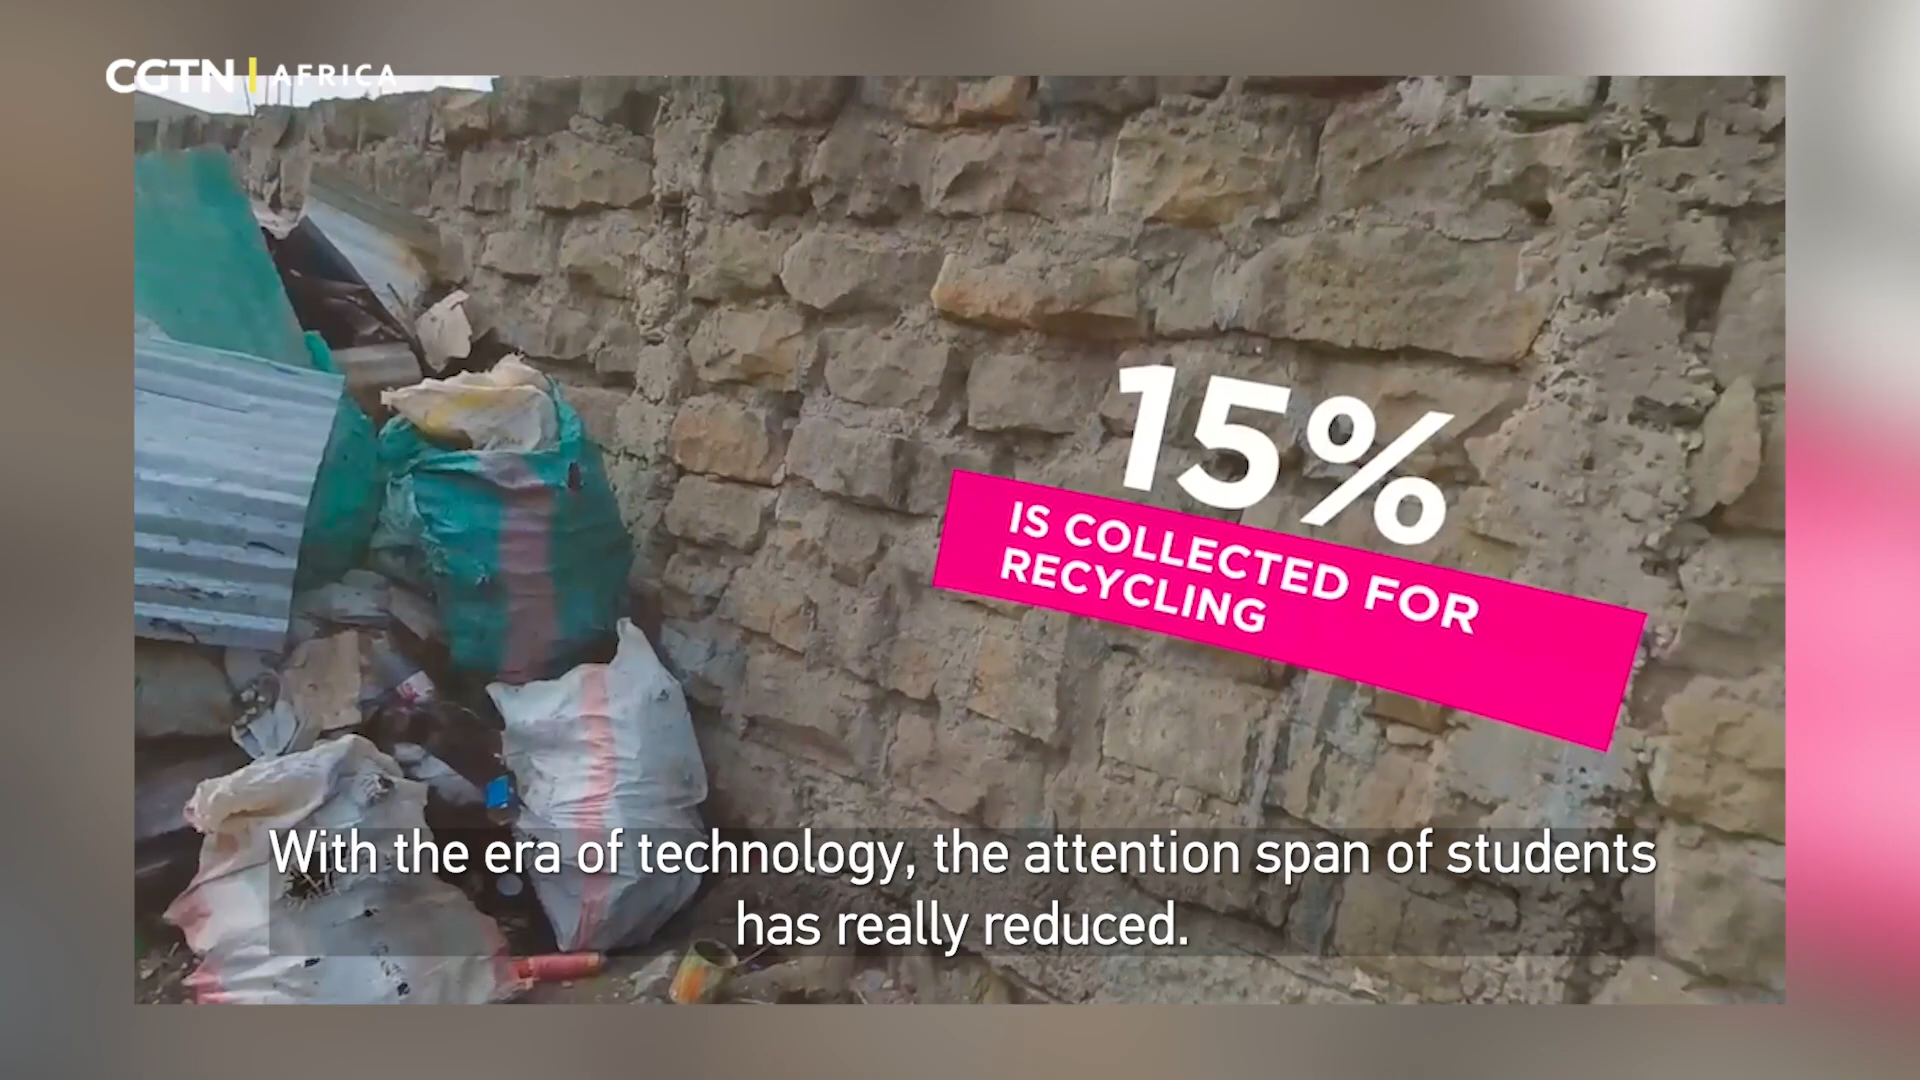 CGTN AFRICA
15%
IS COLLECTED FOR
RECYCLING
With the era of technology, the attention span of students
has really reduced.